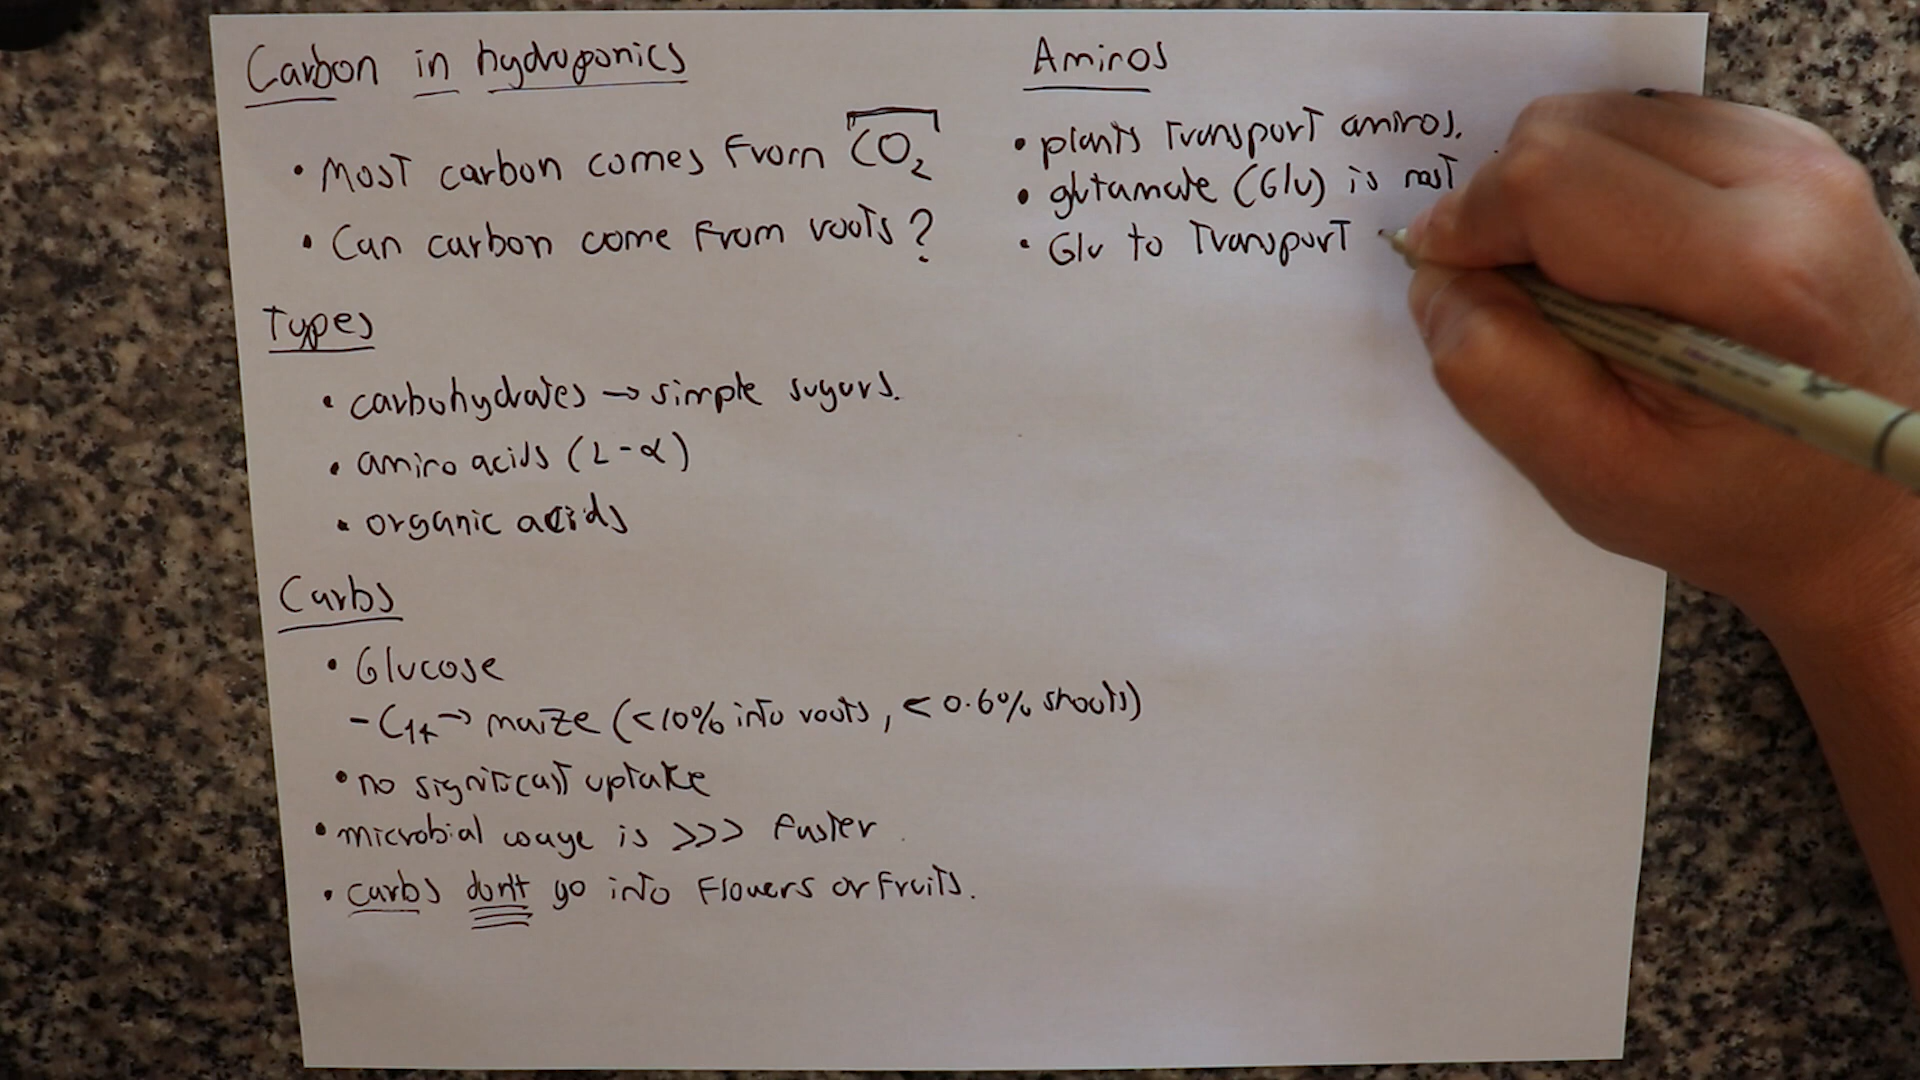 Carbon in hydroponics
• Most carbon comes from CO2
• Can carbon come from roots?
Types
• carbohydrates → simple sugars.
• amino acids (L-α)
• organic acids
Carbs
• Glucose
- C14 → maize (<10% into roots, <0.6% shoots)
• no significant uptake
• microbial usage is >>> faster
• carbs don't go into flowers or fruits.
Aminos
• plants transport aminos.
• glutamate (Glu) is most
• Glu to transport